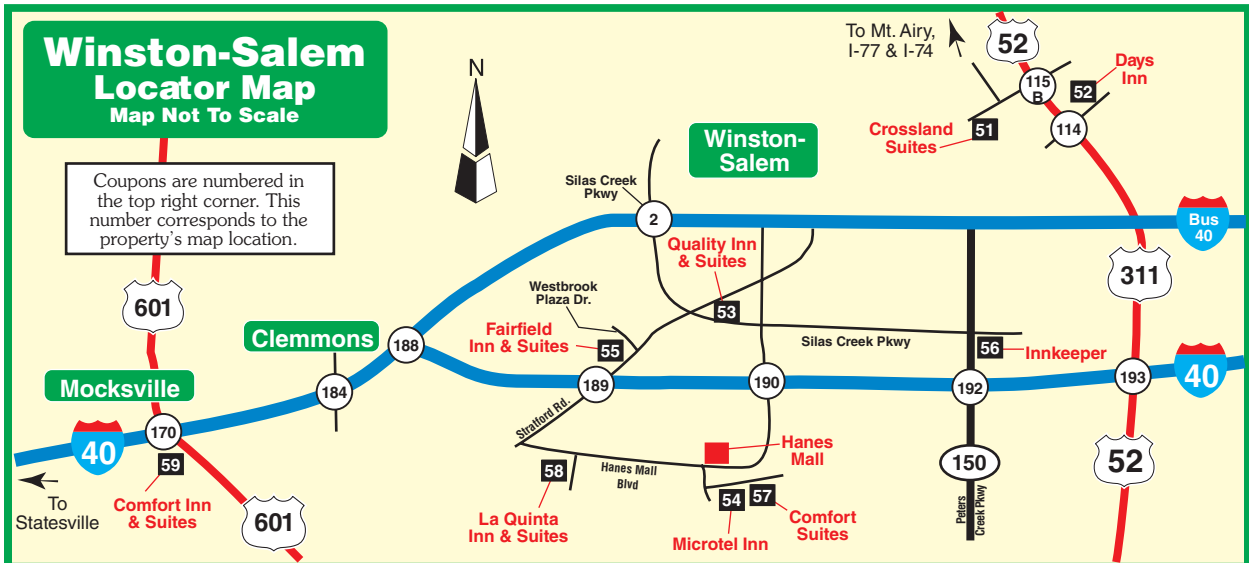 Winston-Salem
Locator Map
Map Not To Scale
Coupons are numbered in
the top right corner. This
number corresponds to the
property's map location.
N
To Mt. Airy,
I-77 & I-74
52
115
B
52
Days
Inn
114
Crossland
Suites
51
Winston-
Salem
Silas Creek
Pkwy
2
Bus
40
Quality Inn
& Suites
53
311
601
Westbrook
Plaza Dr.
Fairfield
Inn & Suites
55
Silas Creek Pkwy
56
Innkeeper
Clemmons
188
Mocksville
184
189
190
192
193
40
170
40
59
To
Statesville
Comfort Inn
& Suites
601
Stratford Rd.
Hanes Mall
Blvd
Hanes
Mall
58
La Quinta
Inn & Suites
54
57
Microtel Inn
Comfort
Suites
150
Peters
Creek Pkwy
52